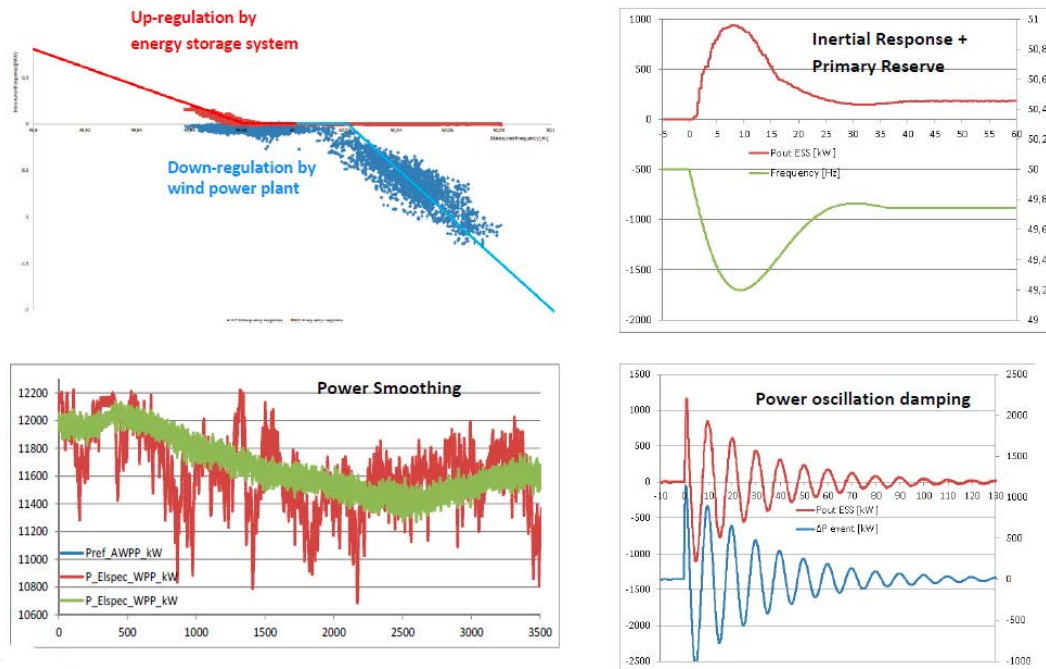 Up-regulation by
energy storage system
Down-regulation by
wind power plant
Inertial Response +
Primary Reserve
1000
500
0
-500
-1000
-1500
-2000
51
50,8
50,6
50,4
50,2
50
49,8
49,6
49,4
49,2
49
-5 0 5 10 15 20 25 30 35 40 45 50 55 60
Pout ESS [kW]
Frequency [Hz]
Power Smoothing
12200
12000
11800
11600
11400
11200
11000
10800
10600
Pref_AWPP_kW
P_Elspec_WPP_kW
P_Elspec_WPP_kW
0 500 1000 1500 2000 2500 3000 3500
Power oscillation damping
1500
1000
500
0
-500
-1000
-1500
-2000
-2500
2500
2000
1500
1000
500
0
-500
-1000
-10 0 10 20 30 40 50 60 70 80 90 100 110 120 130
Pout ESS [kW]
ΔP event [kW]